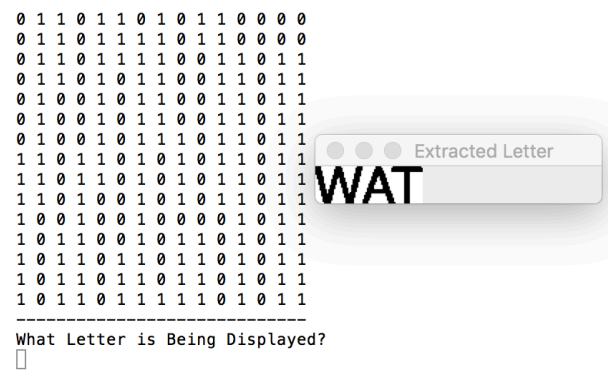 0 1 1 0 1 1 0 1 0 1 1 0 0 0 0
0 1 1 0 1 1 1 1 0 1 1 0 0 0 0
0 1 1 0 1 1 1 1 0 0 1 1 0 1 1
0 1 1 0 1 0 1 1 0 0 1 1 0 1 1
0 1 0 0 1 0 1 1 0 0 1 1 0 1 1
0 1 0 0 1 0 1 1 0 0 1 1 0 1 1
0 1 0 0 1 0 1 1 1 0 1 1 0 1 1
1 1 0 1 1 0 1 0 1 0 1 1 0 1 1
1 1 0 1 1 0 1 0 1 0 1 1 0 1 1
1 1 0 1 0 0 1 0 1 0 1 1 0 1 1
1 0 0 1 0 0 1 0 0 0 0 1 0 1 1
1 0 1 1 0 0 1 0 1 1 0 1 0 1 1
1 0 1 1 0 1 1 0 1 1 0 1 0 1 1
1 0 1 1 0 1 1 0 1 1 0 1 0 1 1
1 0 1 1 0 1 1 1 1 1 0 1 0 1 1
-----------------------------
What Letter is Being Displayed?
Extracted Letter
WAT